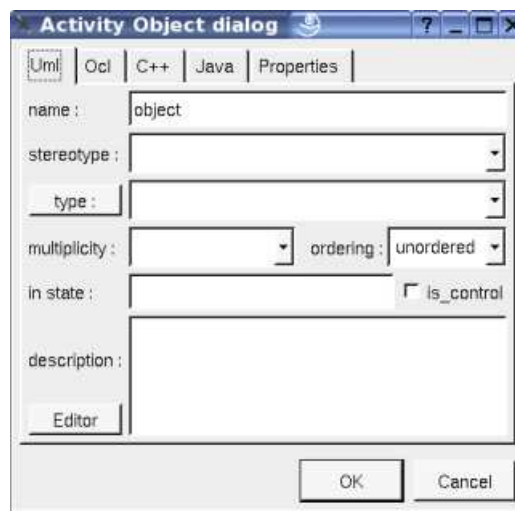 Activity Object dialog ? _
Uml Ocl C++ Java Properties
name : object
stereotype :
type :
multiplicity : ordering : unordered
in state : is_control
description :
Editor
OK Cancel